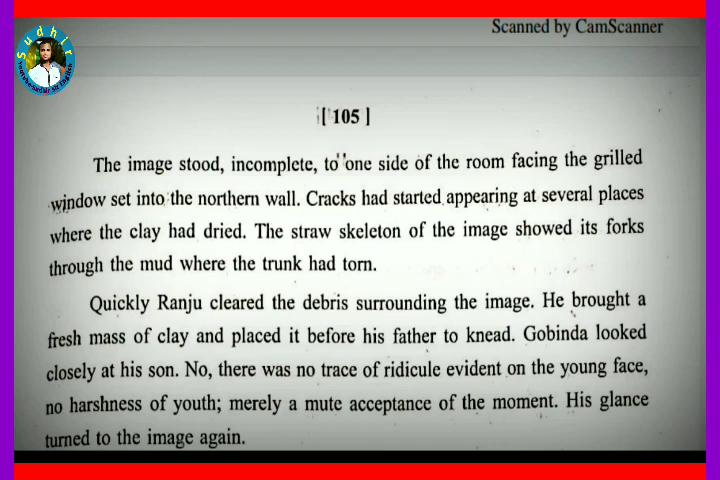 Scanned by CamScanner
Sudhir
Youtube-sudhir Sir English
[ 105 ]
The image stood, incomplete, to one side of the room facing the grilled
window set into the northern wall. Cracks had started appearing at several places
where the clay had dried. The straw skeleton of the image showed its forks
through the mud where the trunk had torn.
Quickly Ranju cleared the debris surrounding the image. He brought a
fresh mass of clay and placed it before his father to knead. Gobinda looked
closely at his son. No, there was no trace of ridicule evident on the young face,
no harshness of youth; merely a mute acceptance of the moment. His glance
turned to the image again.